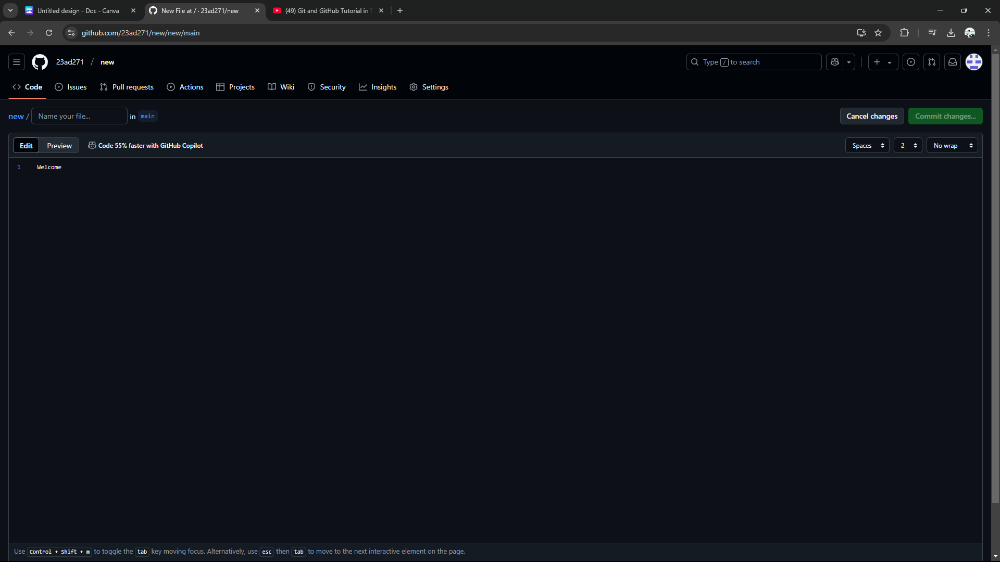 Untitled design - Doc - Canva
New File at / · 23ad271/new
(49) Git and GitHub Tutorial in
github.com/23ad271/new/new/main
23ad271 / new
Type / to search
Code
Issues
Pull requests
Actions
Projects
Wiki
Security
Insights
Settings
new / Name your file... in main
Cancel changes
Commit changes...
Edit
Preview
Code 55% faster with GitHub Copilot
Spaces
2
No wrap
1 Welcome
Use Control + Shift + m to toggle the tab key moving focus. Alternatively, use esc then tab to move to the next interactive element on the page.